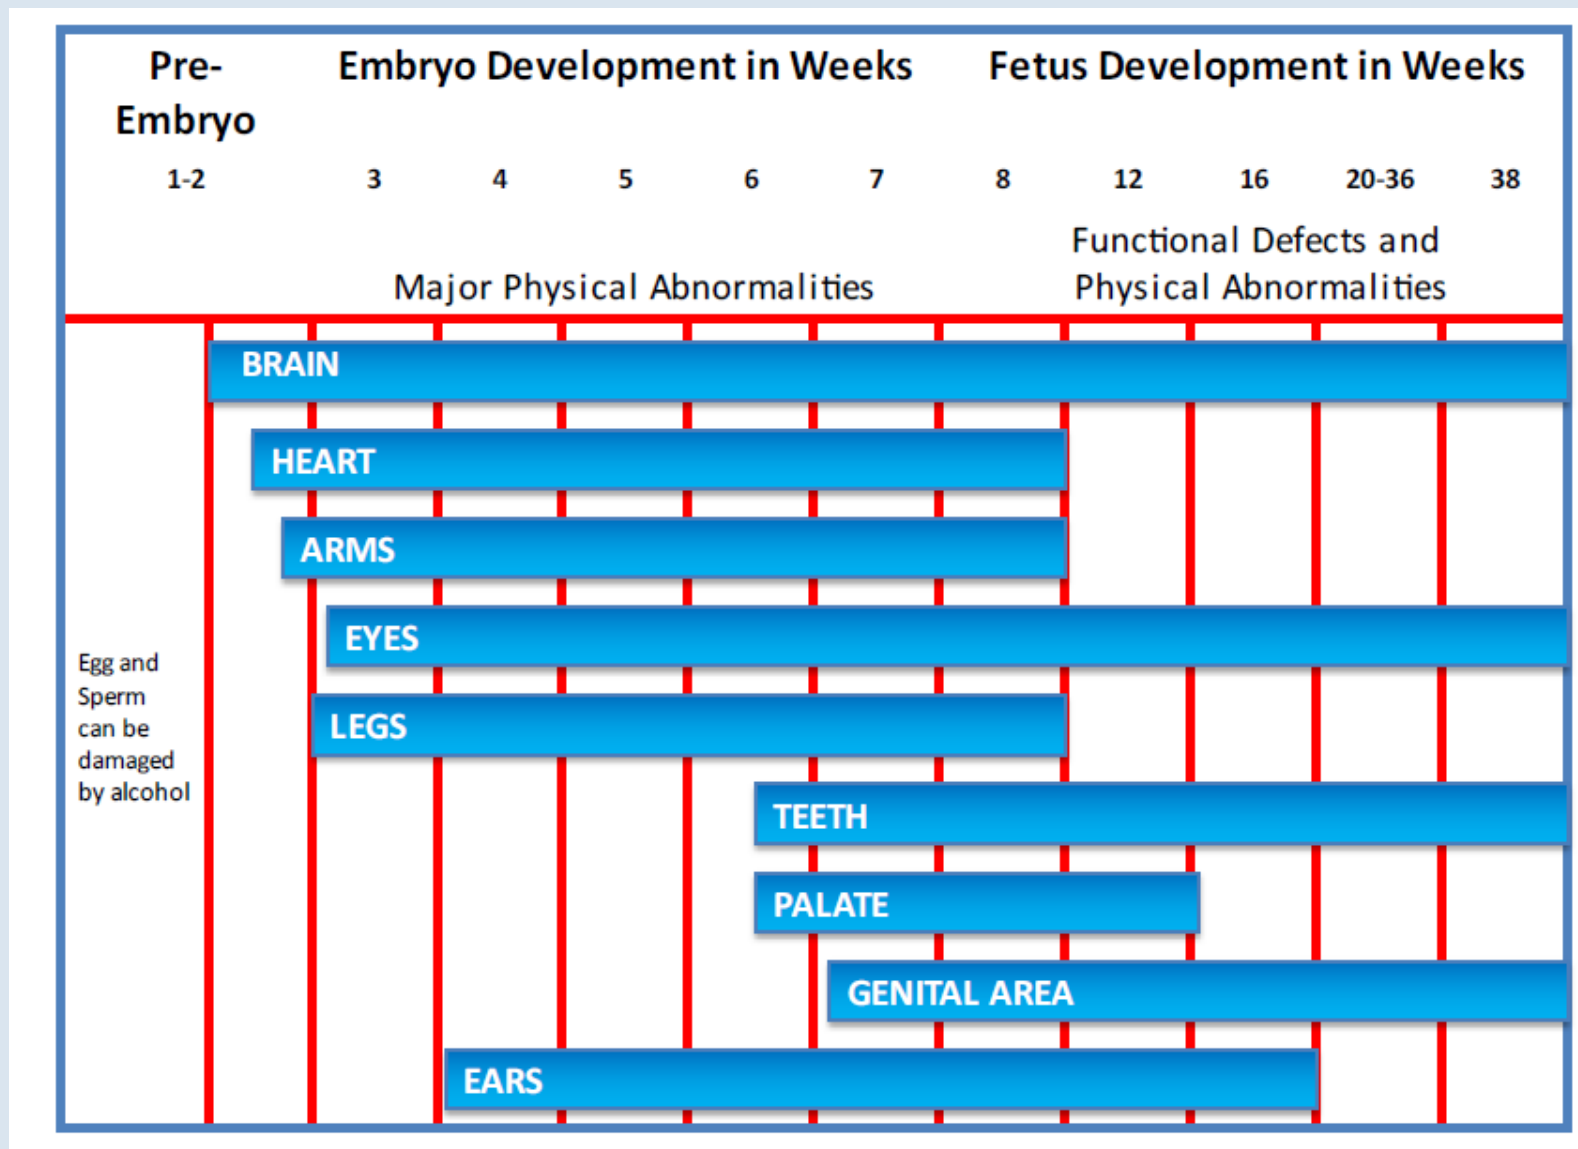 Pre-
Embryo
Embryo Development in Weeks
Fetus Development in Weeks
1-2 3 4 5 6 7 8 12 16 20-36 38
Major Physical Abnormalities
Functional Defects and
Physical Abnormalities
BRAIN
HEART
ARMS
EYES
Egg and
Sperm
can be
damaged
by alcohol
LEGS
TEETH
PALATE
GENITAL AREA
EARS